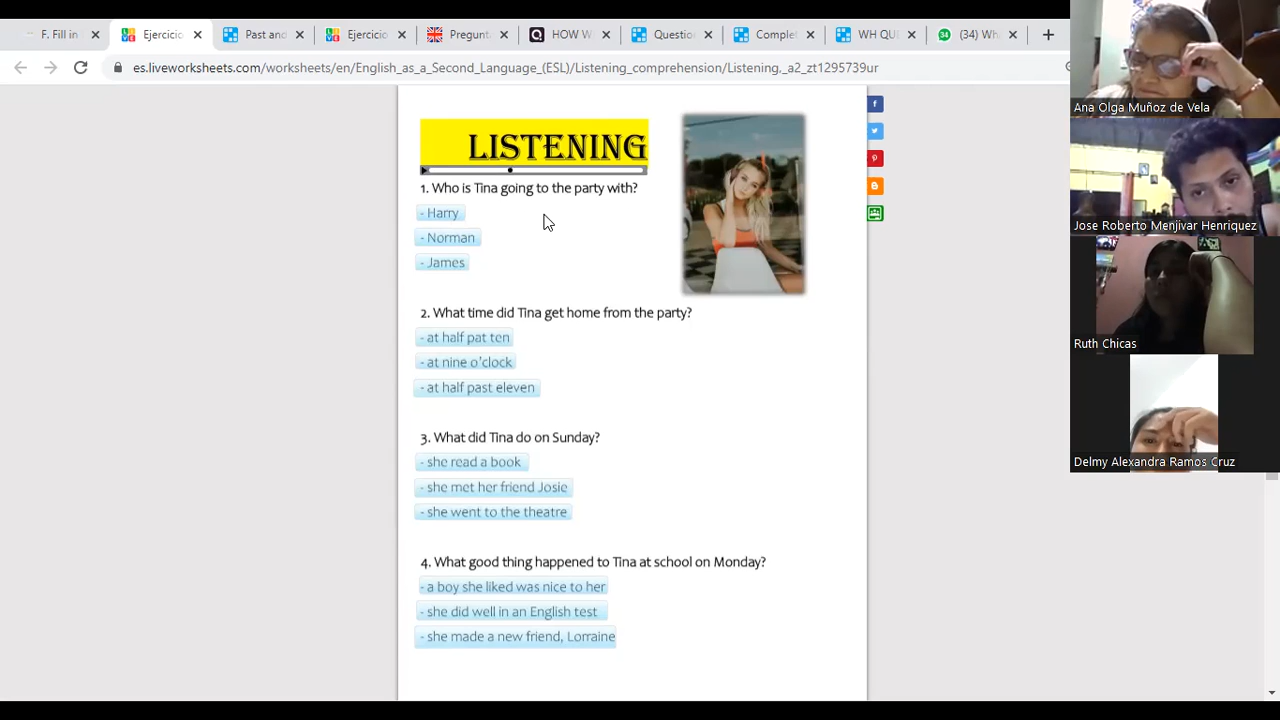 F. Fill in
Ejercicio
Past and
Ejercicio
Pregunt
HOW W
Questio
Comple
WH QU
(34) Wh
es.liveworksheets.com/worksheets/en/English_as_a_Second_Language_(ESL)/Listening_comprehension/Listening,_a2_zt1295739ur
LISTENING
1. Who is Tina going to the party with?
- Harry
- Norman
- James
2. What time did Tina get home from the party?
- at half pat ten
- at nine o'clock
- at half past eleven
3. What did Tina do on Sunday?
- she read a book
- she met her friend Josie
- she went to the theatre
4. What good thing happened to Tina at school on Monday?
- a boy she liked was nice to her
- she did well in an English test
- she made a new friend, Lorraine
Ana Olga Muñoz de Vela
Jose Roberto Menjivar Henriquez
Ruth Chicas
Delmy Alexandra Ramos Cruz